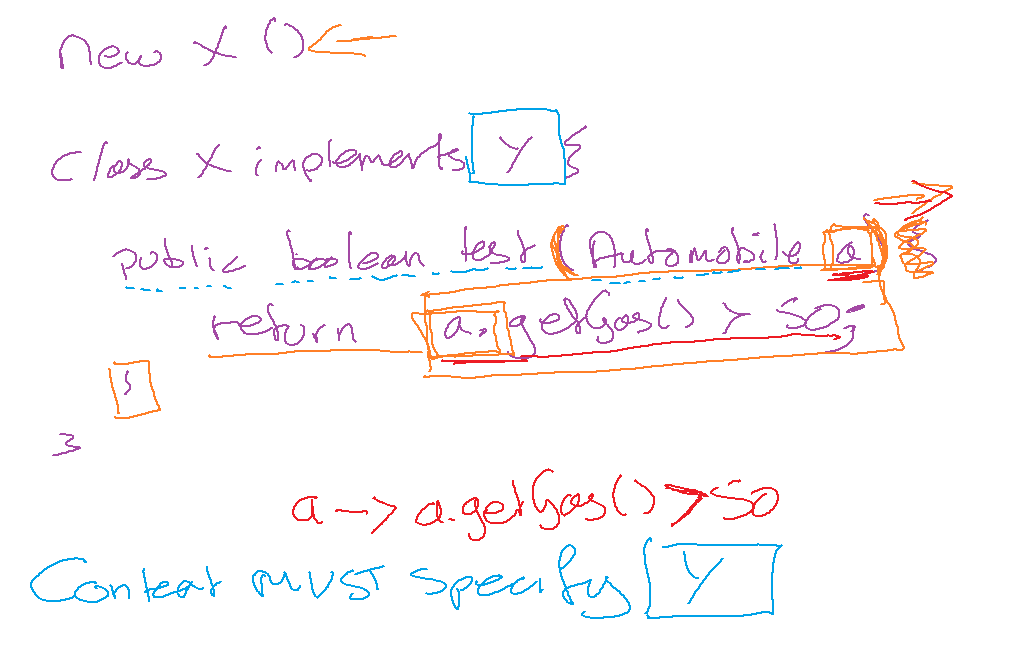 new X ()
Class X implements Y {
public boolean test (Automobile a) {
return a.getGas() > 50;
}
}
a -> a.getGas() > 50
Context MUST specify Y